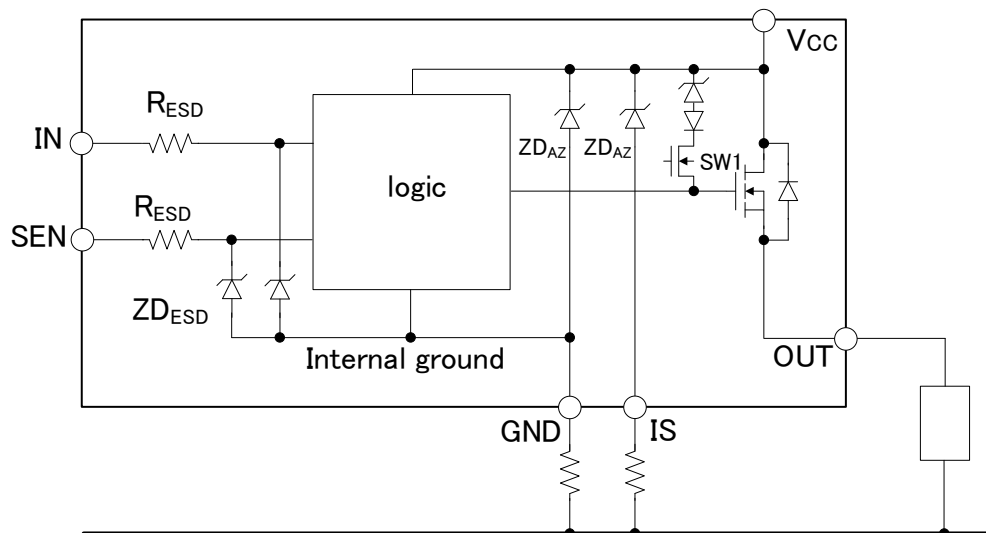 Vcc
R_ESD
IN
ZD_AZ ZD_AZ
SW1
logic
R_ESD
SEN
ZD_ESD
Internal ground
OUT
GND
IS